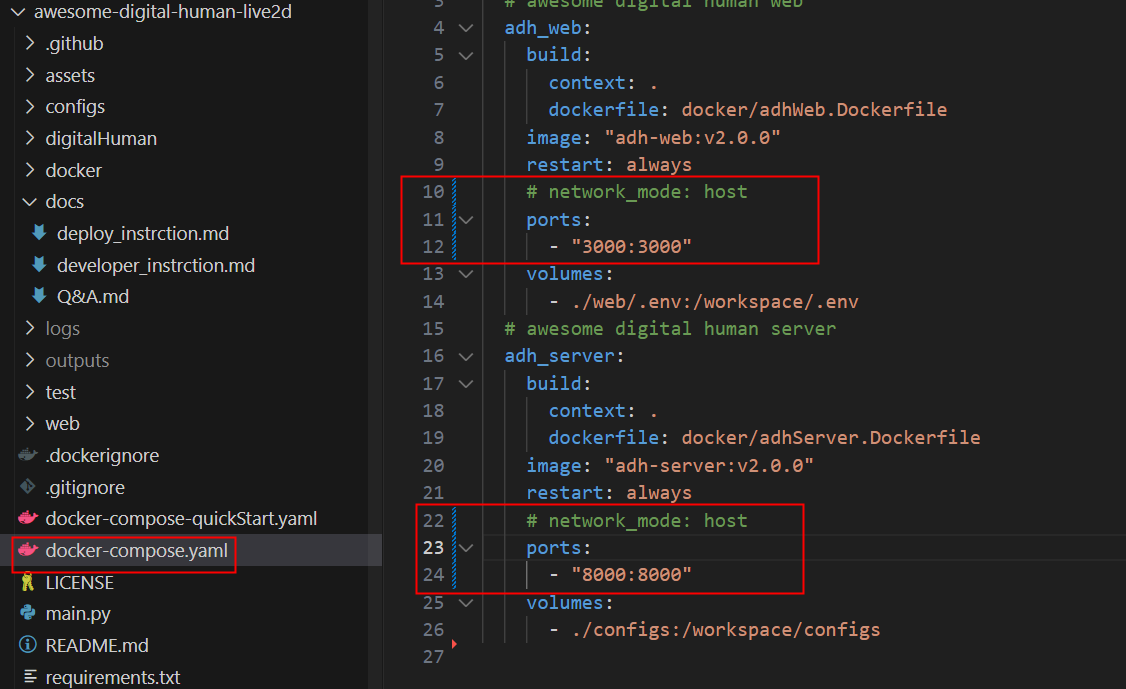 awesome-digital-human-live2d
.github
assets
configs
digitalHuman
docker
docs
deploy_instrction.md
developer_instrction.md
Q&A.md
logs
outputs
test
web
.dockerignore
.gitignore
docker-compose-quickStart.yaml
docker-compose.yaml
LICENSE
main.py
README.md
requirements.txt
3 # awesome digital human web
4 adh_web:
5 build:
6 context: .
7 dockerfile: docker/adhWeb.Dockerfile
8 image: "adh-web:v2.0.0"
9 restart: always
10 # network_mode: host
11 ports:
12 - "3000:3000"
13 volumes:
14 - ./web/.env:/workspace/.env
15 # awesome digital human server
16 adh_server:
17 build:
18 context: .
19 dockerfile: docker/adhServer.Dockerfile
20 image: "adh-server:v2.0.0"
21 restart: always
22 # network_mode: host
23 ports:
24 - "8000:8000"
25 volumes:
26 - ./configs:/workspace/configs
27